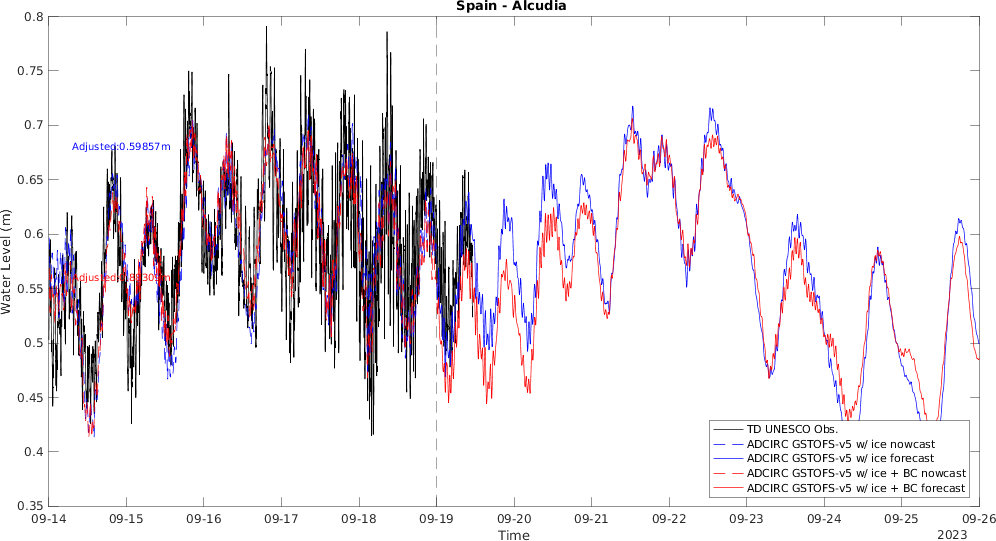 Spain - Alcudia
Water Level (m)
0.8
0.75
0.7
0.65
0.6
0.55
0.5
0.45
0.4
0.35
Adjusted:0.59857m
TD UNESCO Obs.
ADCIRC GSTOFS-v5 w/ ice nowcast
ADCIRC GSTOFS-v5 w/ ice forecast
ADCIRC GSTOFS-v5 w/ ice + BC nowcast
ADCIRC GSTOFS-v5 w/ ice + BC forecast
09-14 09-15 09-16 09-17 09-18 09-19 09-20 09-21 09-22 09-23 09-24 09-25 09-26
Time
2023